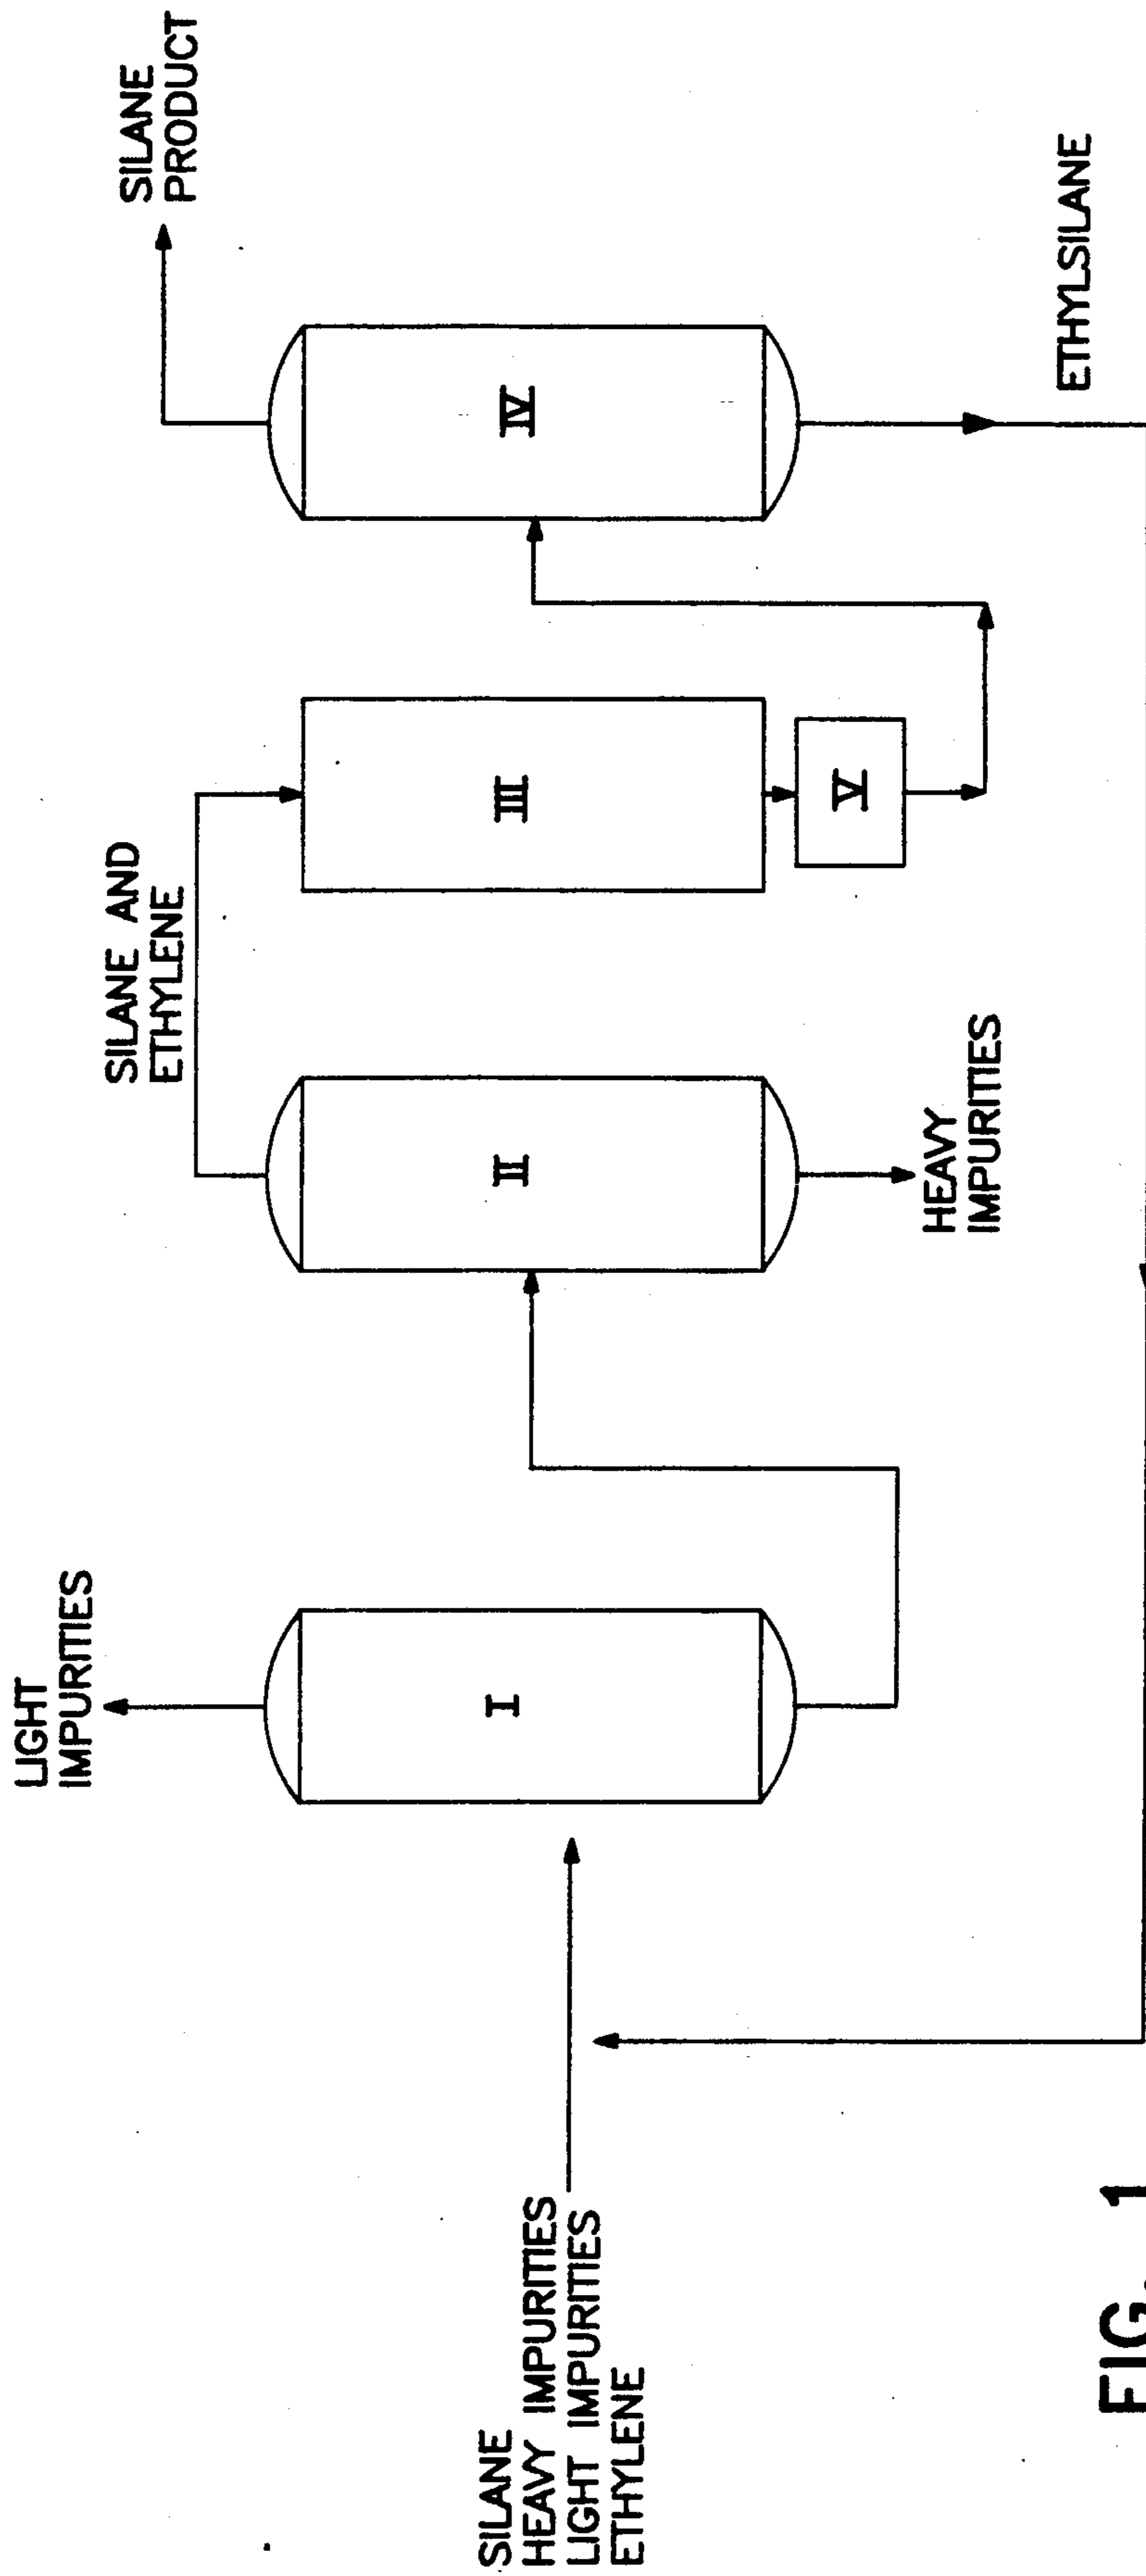 LIGHT
IMPURITIES
SILANE AND
ETHYLENE
SILANE
PRODUCT
SILANE
HEAVY IMPURITIES
LIGHT IMPURITIES
ETHYLENE
I
II
III
IV
V
HEAVY
IMPURITIES
ETHYLSILANE
FIG. 1